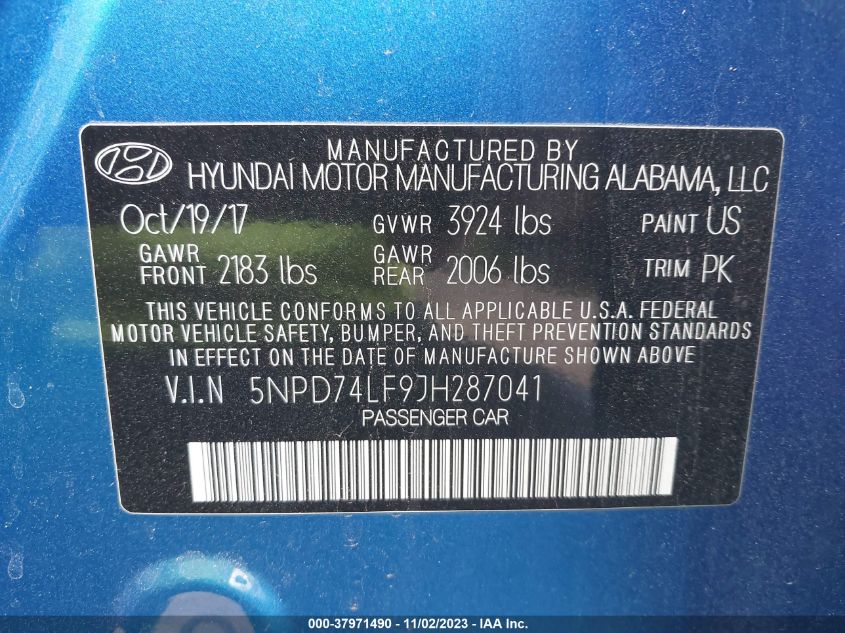 MANUFACTURED BY
HYUNDAI MOTOR MANUFACTURING ALABAMA, LLC
Oct/19/17 GVWR 3924 lbs PAINT US
GAWR FRONT 2183 lbs GAWR REAR 2006 lbs TRIM PK
THIS VEHICLE CONFORMS TO ALL APPLICABLE U.S.A. FEDERAL
MOTOR VEHICLE SAFETY, BUMPER, AND THEFT PREVENTION STANDARDS
IN EFFECT ON THE DATE OF MANUFACTURE SHOWN ABOVE
V.I.N 5NPD74LF9JH287041
PASSENGER CAR
000-37971490 - 11/02/2023 - IAA Inc.